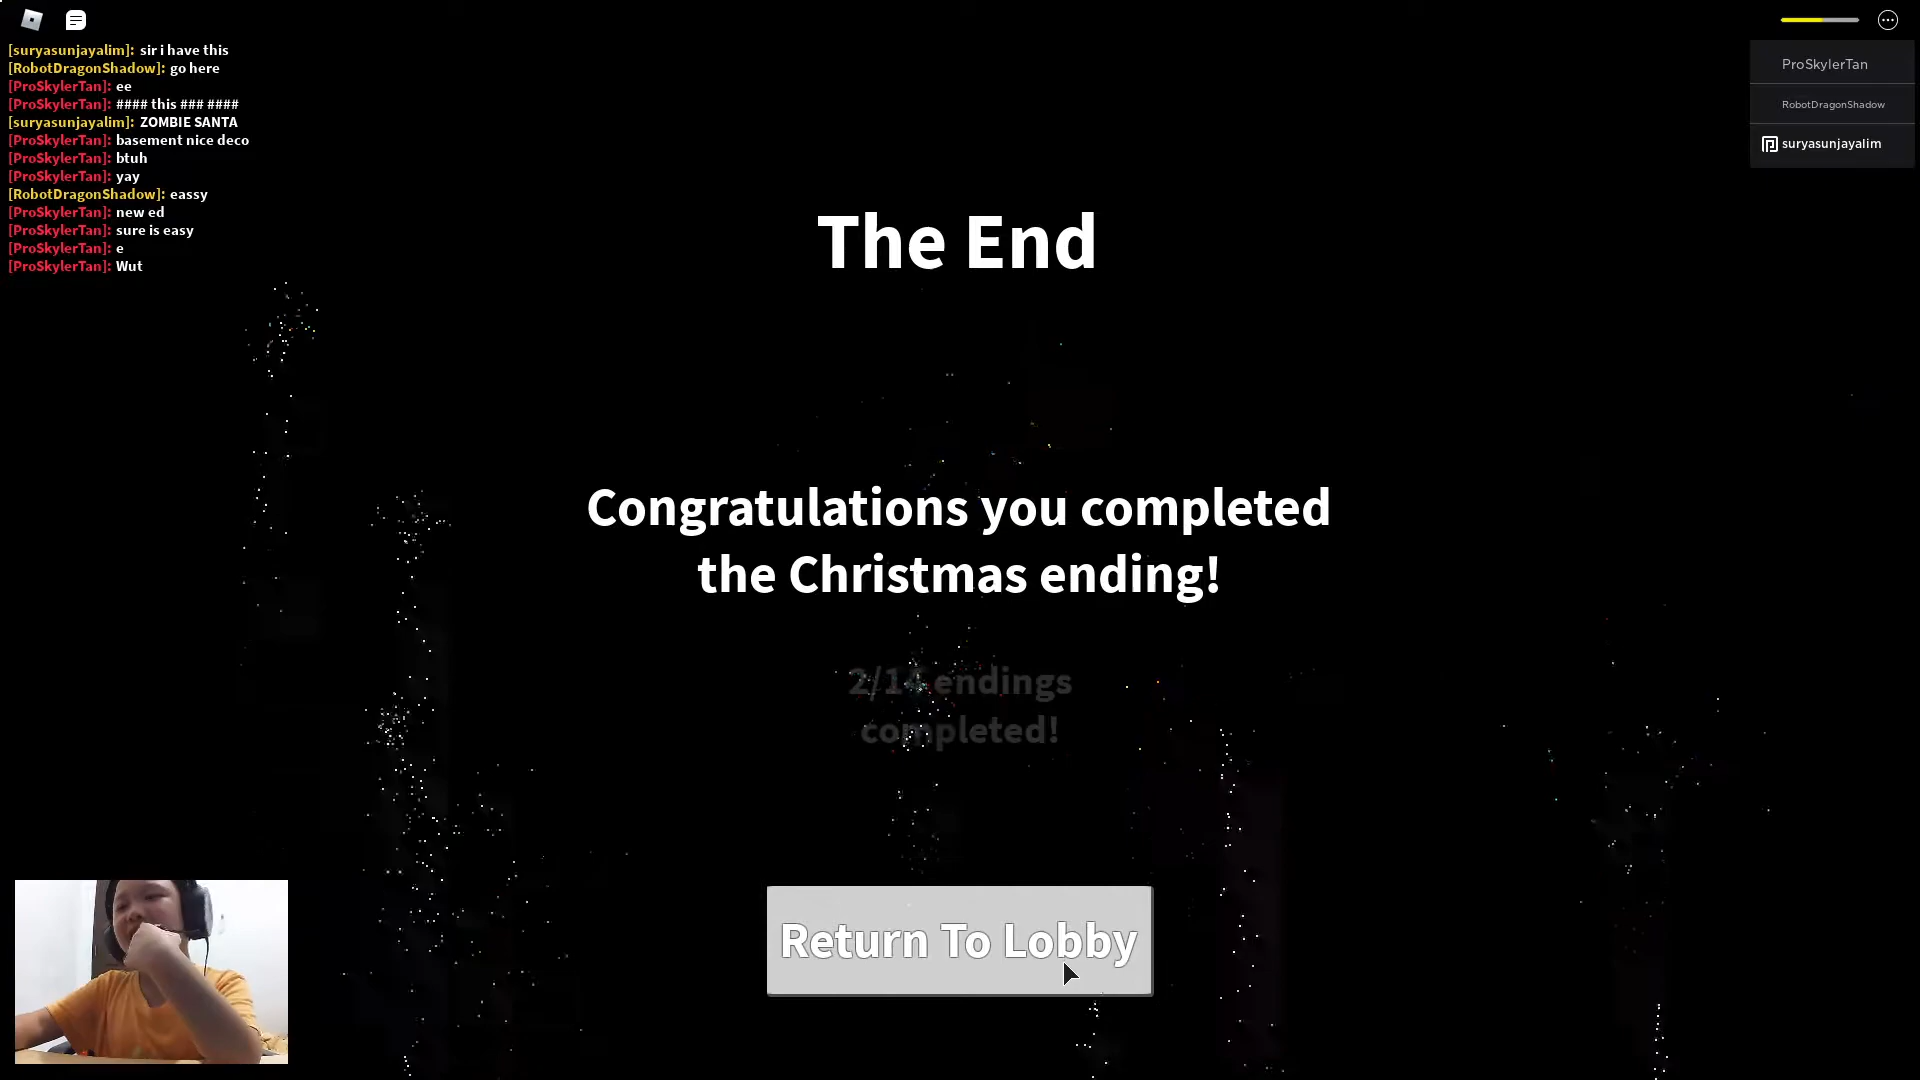 [suryasunjayalim]: sir i have this
[RobotDragonShadow]: go here
[ProSkylerTan]: ee
[ProSkylerTan]: #### this ### ####
[suryasunjayalim]: ZOMBIE SANTA
[ProSkylerTan]: basement nice deco
[ProSkylerTan]: btuh
[ProSkylerTan]: yay
[RobotDragonShadow]: eassy
[ProSkylerTan]: new ed
[ProSkylerTan]: sure is easy
[ProSkylerTan]: e
[ProSkylerTan]: Wut
ProSkylerTan
RobotDragonShadow
suryasunjayalim
The End
Congratulations you completed
the Christmas ending!
2/14 endings
completed!
Return To Lobby